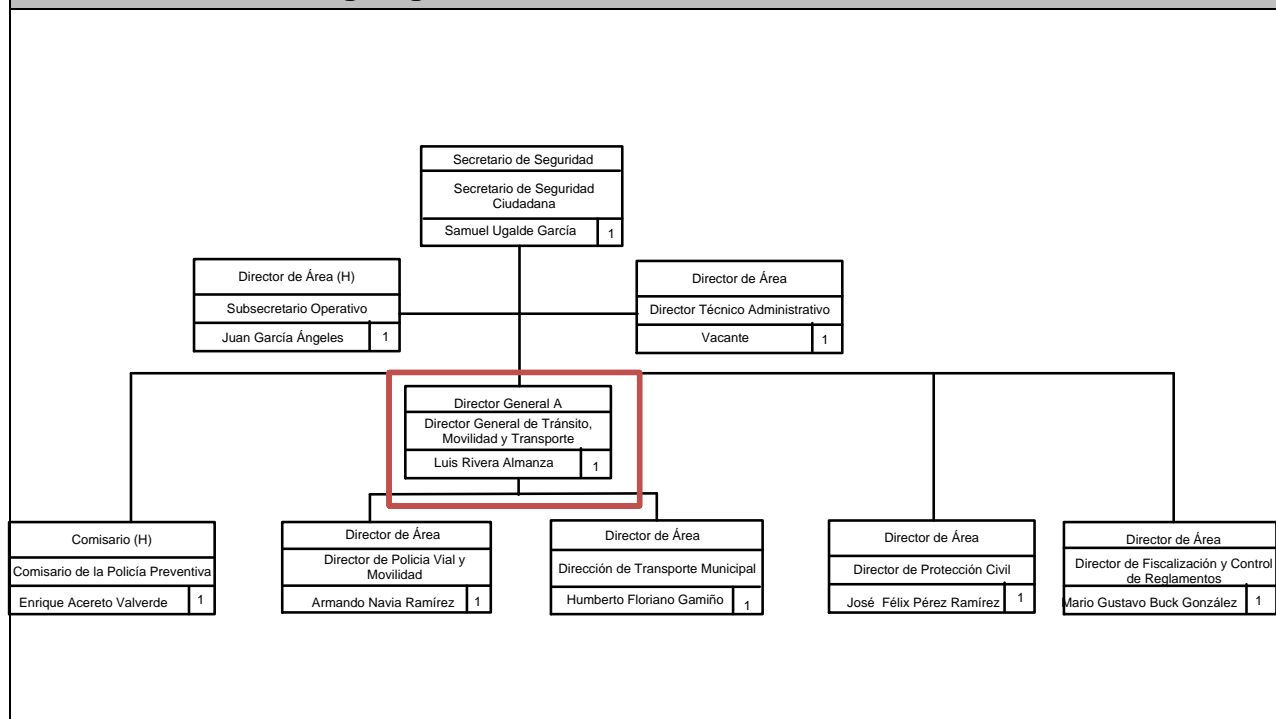 Secretario de Seguridad
Secretario de Seguridad
Ciudadana
Samuel Ugalde García 1
Director de Área (H)
Subsecretario Operativo
Juan García Ángeles 1
Director de Área
Director Técnico Administrativo
Vacante 1
Director General A
Director General de Tránsito,
Movilidad y Transporte
Luis Rivera Almanza 1
Comisario (H)
Comisario de la Policía Preventiva
Enrique Acereto Valverde 1
Director de Área
Director de Policia Vial y
Movilidad
Armando Navia Ramírez 1
Director de Área
Dirección de Transporte Municipal
Humberto Floriano Gamiño 1
Director de Área
Director de Protección Civil
José Félix Pérez Ramírez 1
Director de Área
Director de Fiscalización y Control
de Reglamentos
Mario Gustavo Buck González 1